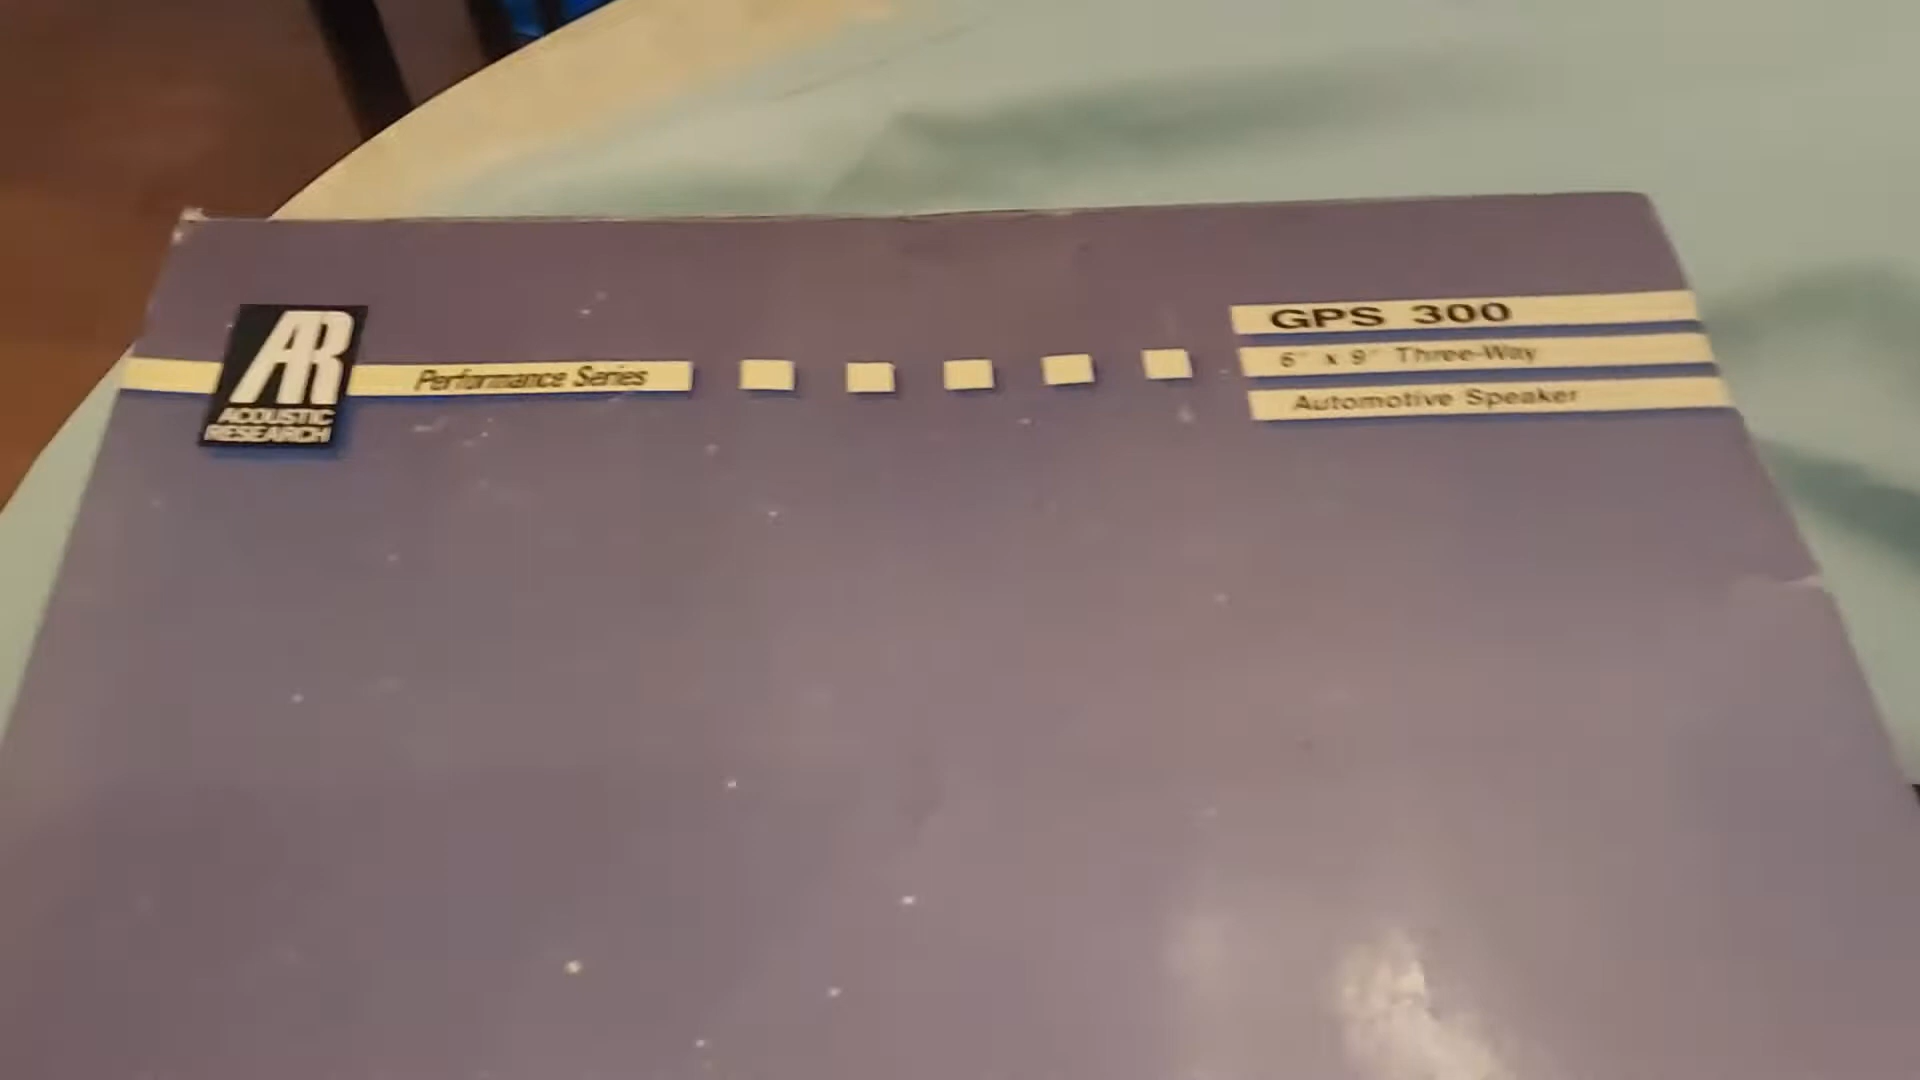 AR
ACOUSTIC
RESEARCH
Performance Series
GPS 300
6" x 9" Three-Way
Automotive Speaker